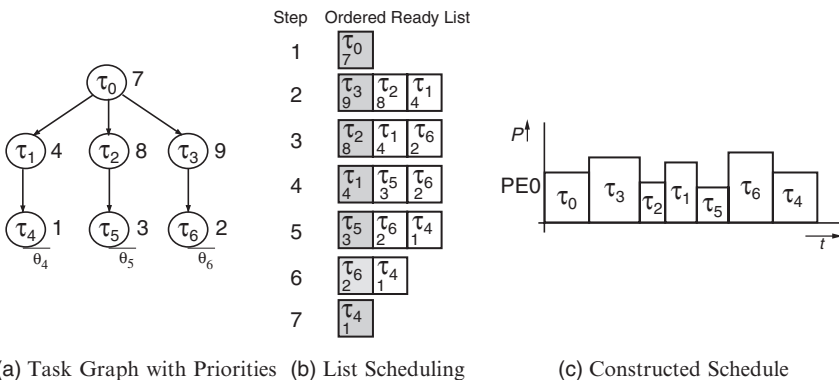 τ0 7
τ1 4 τ2 8 τ3 9
τ4 1 τ5 3 τ6 2
θ4 θ5 θ6
(a) Task Graph with Priorities
Step Ordered Ready List
1 τ0 7
2 τ3 9 τ2 8 τ1 4
3 τ2 8 τ1 4 τ6 2
4 τ1 4 τ5 3 τ6 2
5 τ5 3 τ6 2 τ4 1
6 τ6 2 τ4 1
7 τ4 1
(b) List Scheduling
P
PE0 τ0 τ3 τ2 τ1 τ5 τ6 τ4
t
(c) Constructed Schedule